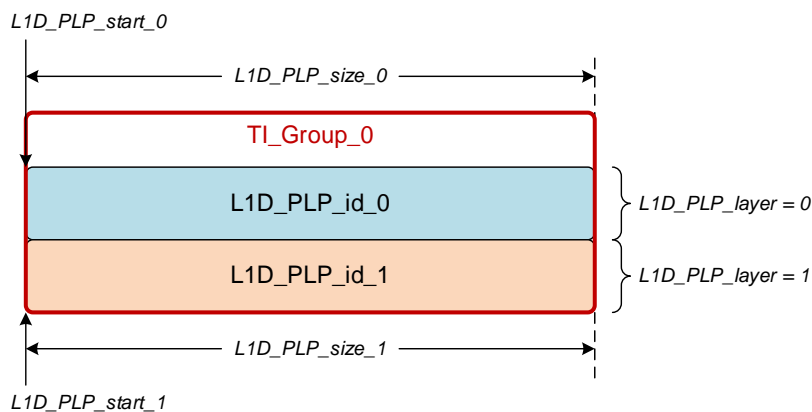 L1D_PLP_start_0
L1D_PLP_size_0
TI_Group_0
L1D_PLP_id_0
L1D_PLP_layer = 0
L1D_PLP_id_1
L1D_PLP_layer = 1
L1D_PLP_size_1
L1D_PLP_start_1